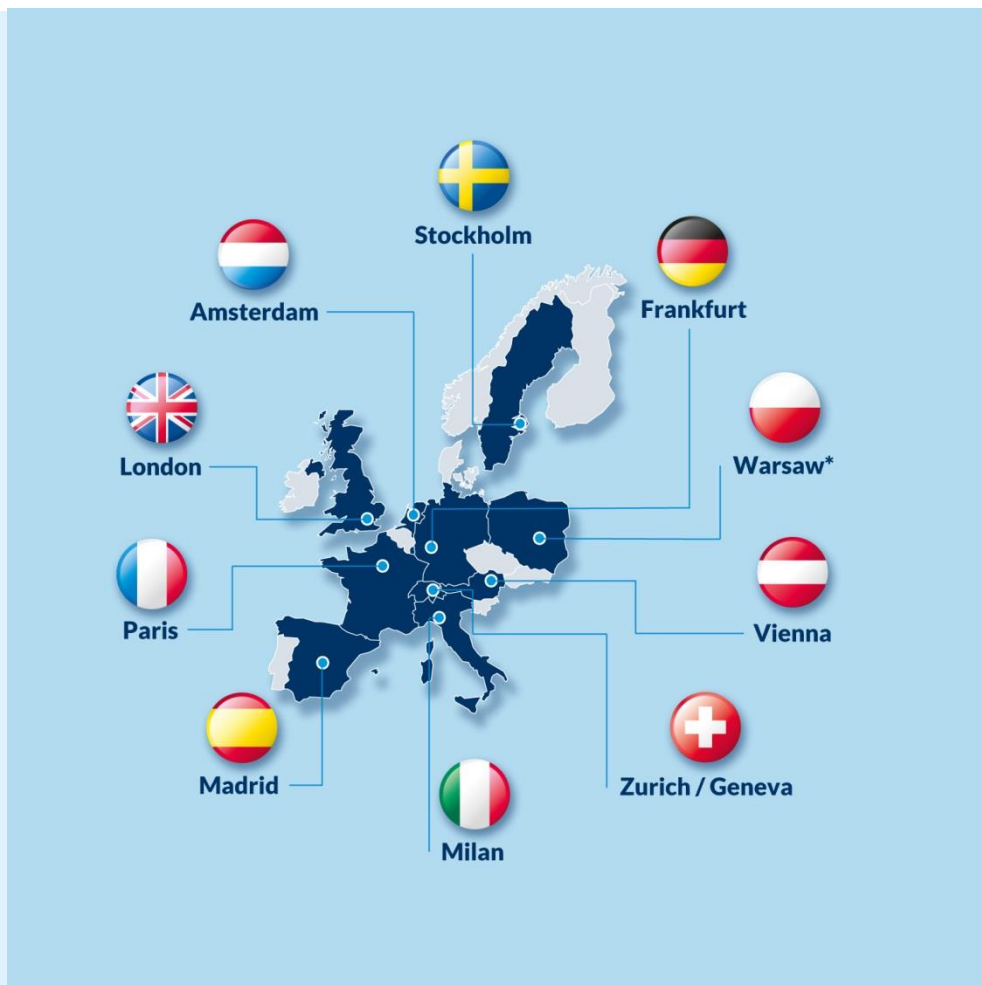 Stockholm
Amsterdam
Frankfurt
London
Warsaw*
Paris
Vienna
Madrid
Zurich / Geneva
Milan